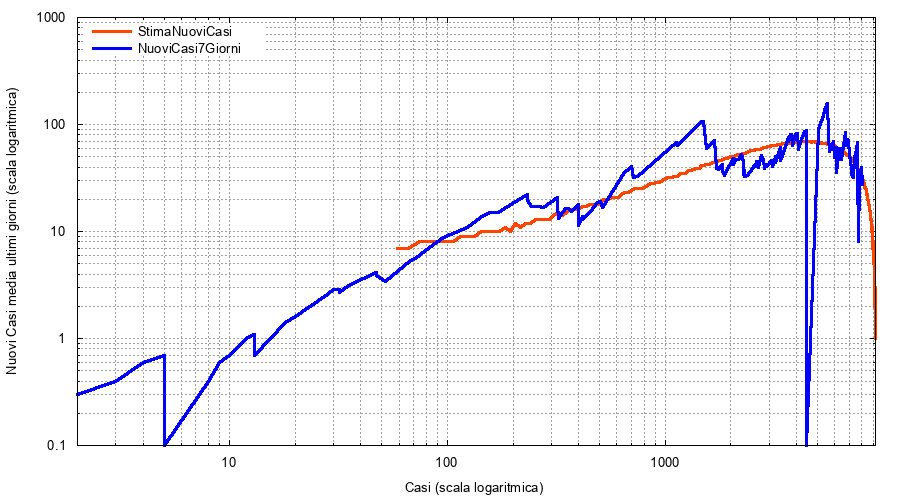 1000
StimaNuoviCasi
NuoviCasi7Giorni
100
10
1
0.1
10
100
1000
Nuovi Casi media ultimi giorni (scala logaritmica)
Casi (scala logaritmica)